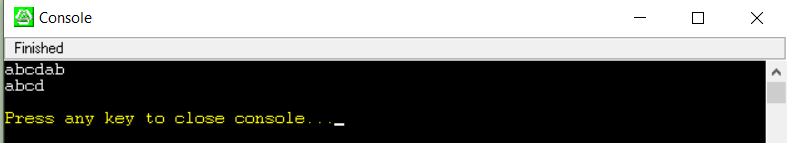 Console
Finished
abcdab
abcd
Press any key to close console..._